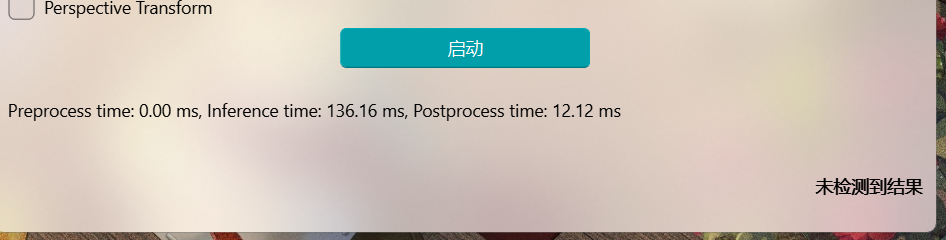 Perspective Transform
启动
Preprocess time: 0.00 ms, Inference time: 136.16 ms, Postprocess time: 12.12 ms
未检测到结果